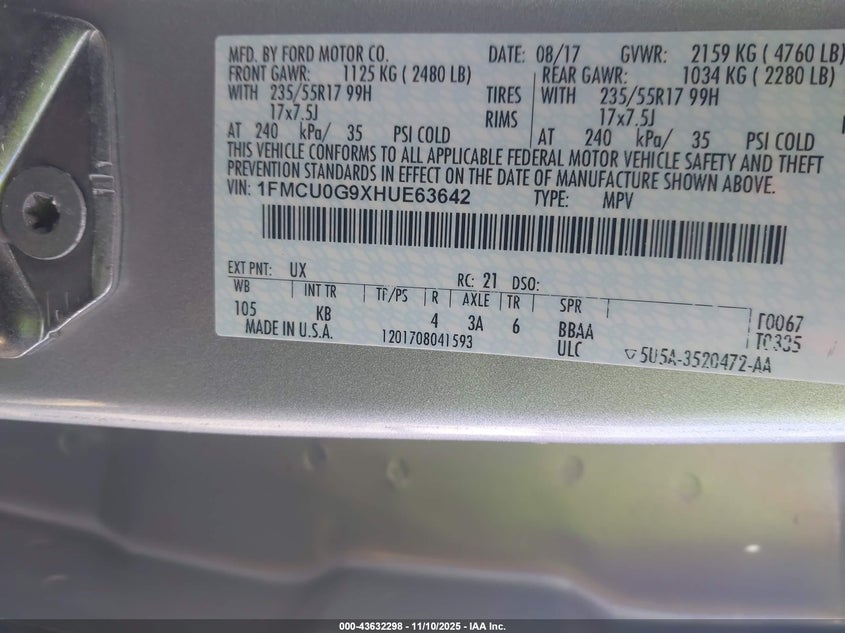 MFD. BY FORD MOTOR CO. DATE: 08/17 GVWR: 2159 KG ( 4760 LB)
FRONT GAWR: 1125 KG ( 2480 LB) REAR GAWR: 1034 KG ( 2280 LB)
WITH 235/55R17 99H TIRES WITH 235/55R17 99H
17x7.5J RIMS 17x7.5J
AT 240 kPa/ 35 PSI COLD AT 240 kPa/ 35 PSI COLD
THIS VEHICLE CONFORMS TO ALL APPLICABLE FEDERAL MOTOR VEHICLE SAFETY AND THEFT
PREVENTION STANDARDS IN EFFECT ON THE DATE OF MANUFACTURE SHOWN ABOVE.
VIN: 1FMCU0G9XHUE63642 TYPE: MPV
EXT PNT: UX RC: 21 DSO:
WB INT TR TP/PS R AXLE TR SPR
105 KB 4 3A 6 BBAA T0067
MADE IN U.S.A. 1201708041593 ULC T0335
5U5A-3520472-AA
000-43632298 - 11/10/2025 - IAA Inc.